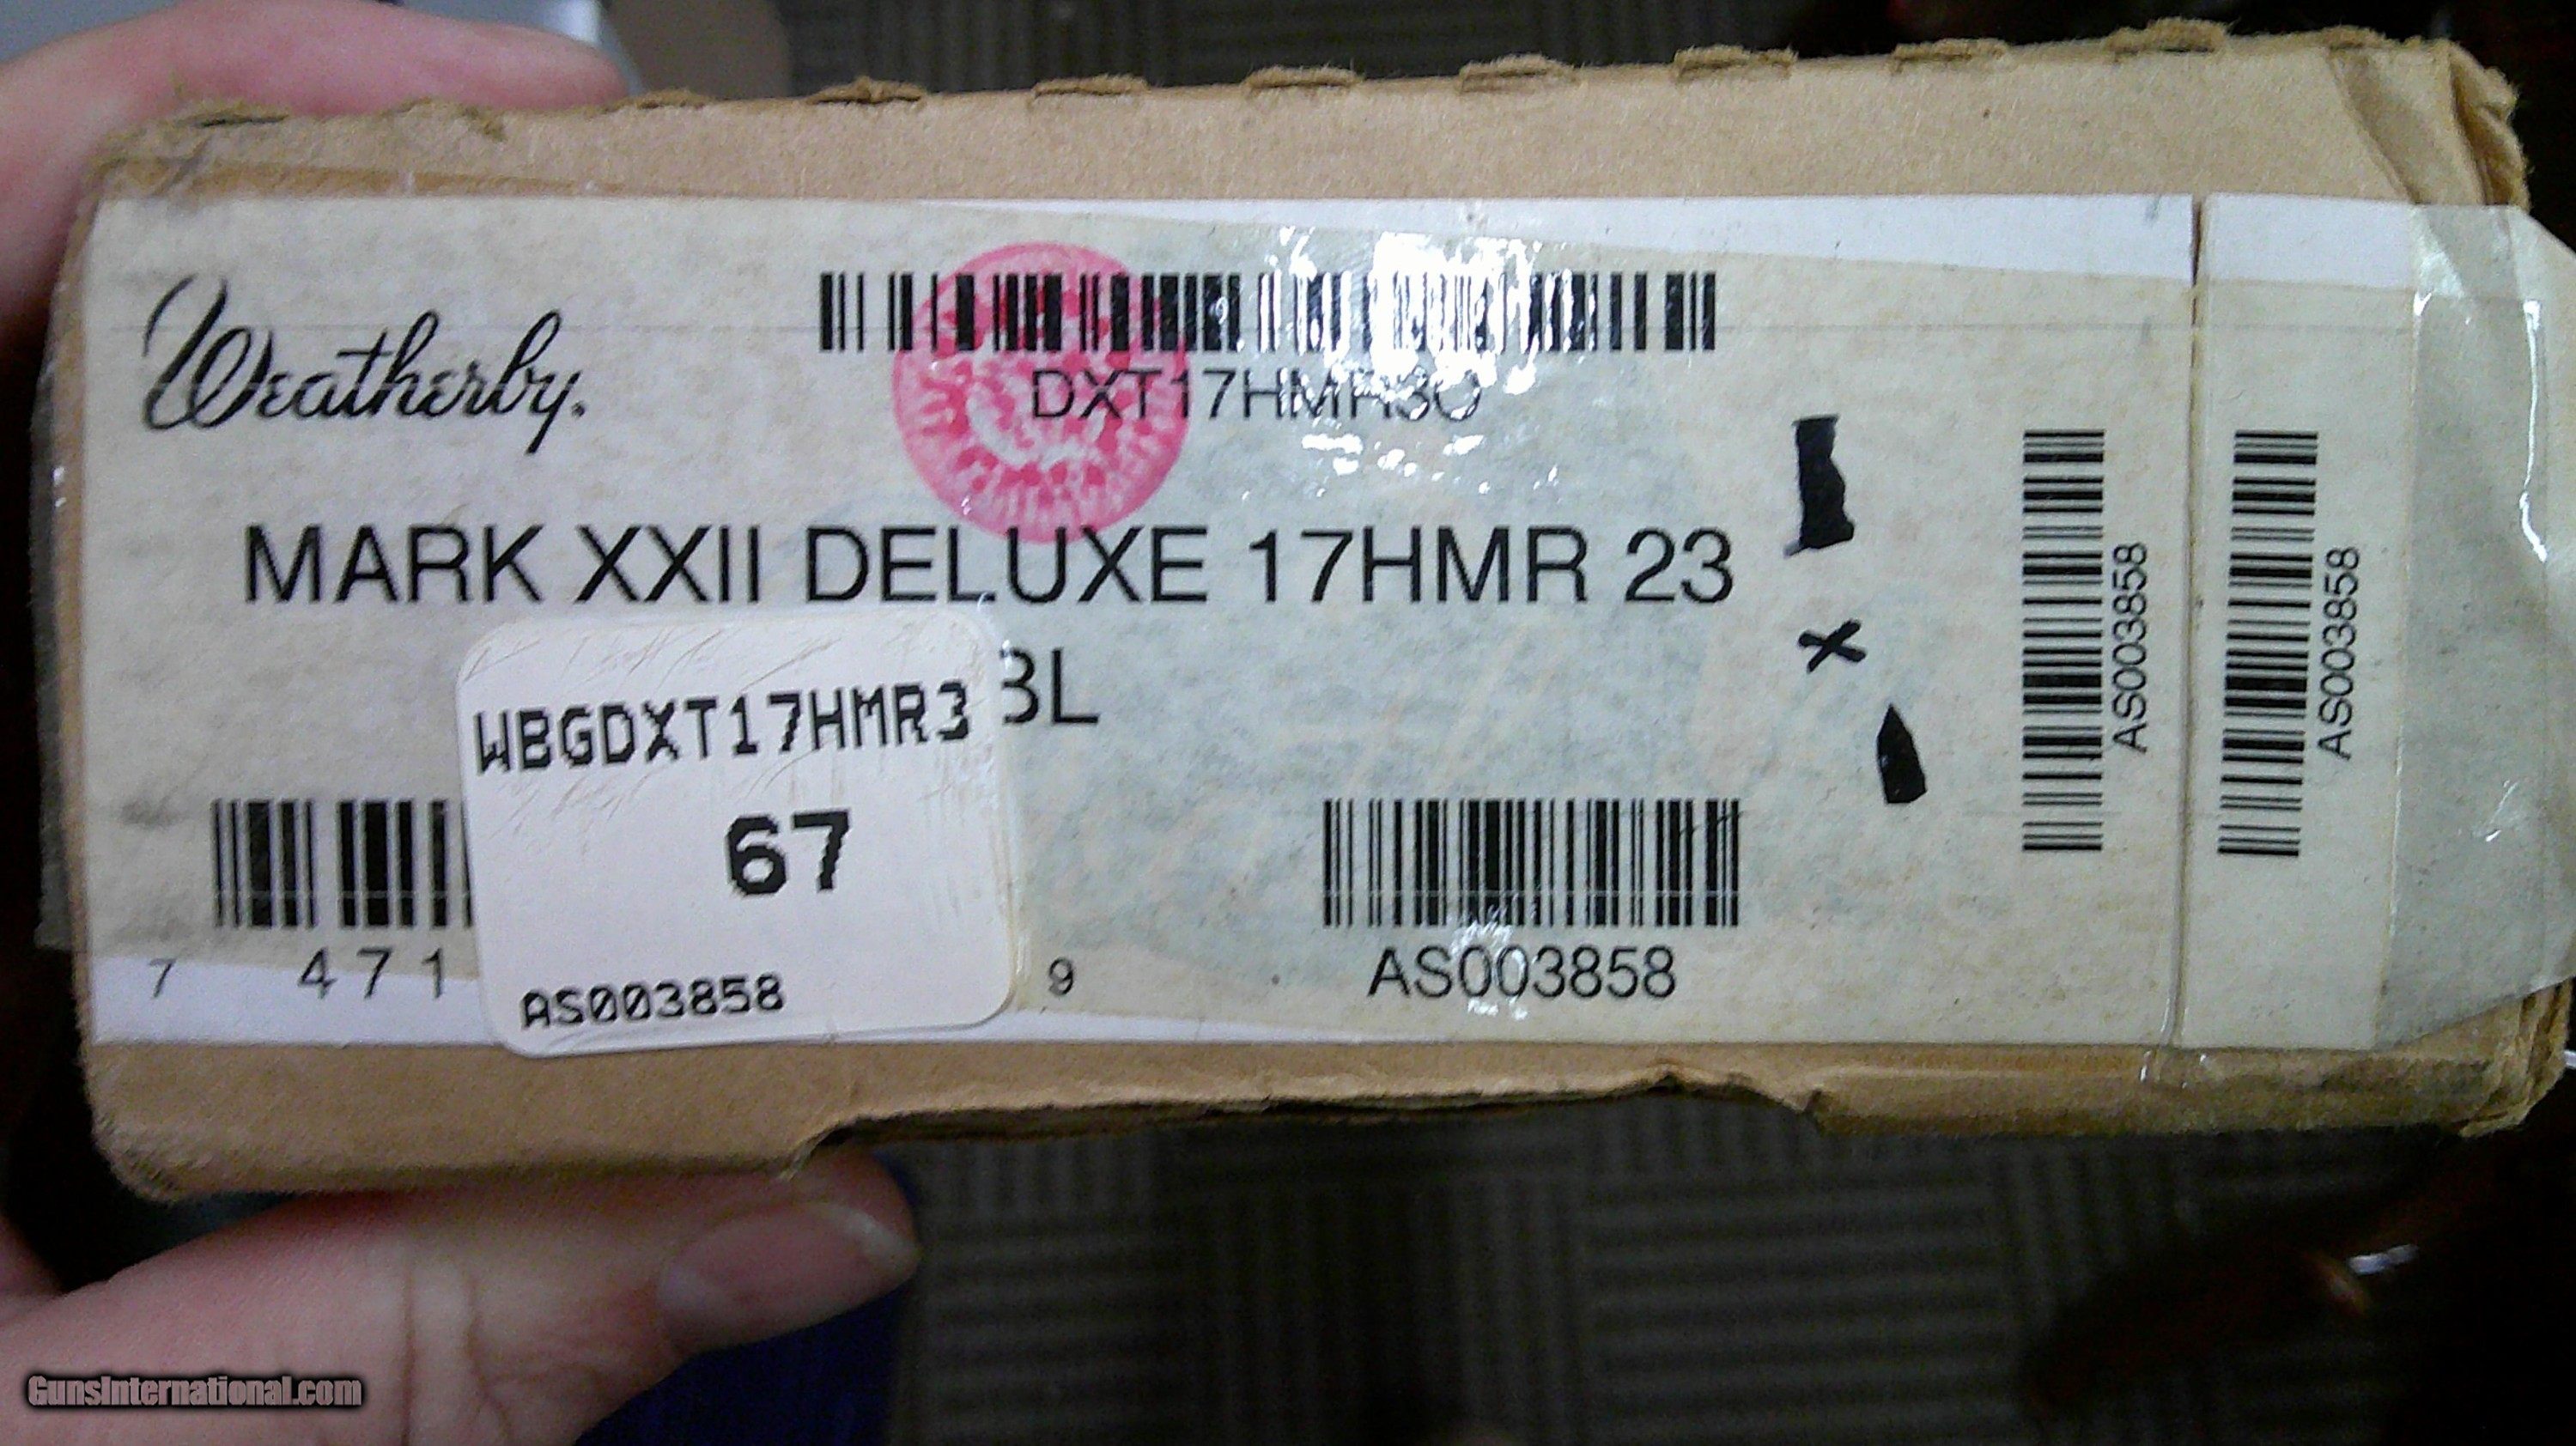 Weatherby.
DXT17HMR3O
MARK XXII DELUXE 17HMR 23
BL
WBGDXT17HMR3
67
AS003858
7 471
9
AS003858
AS003858
AS003858
GunsInternational.com